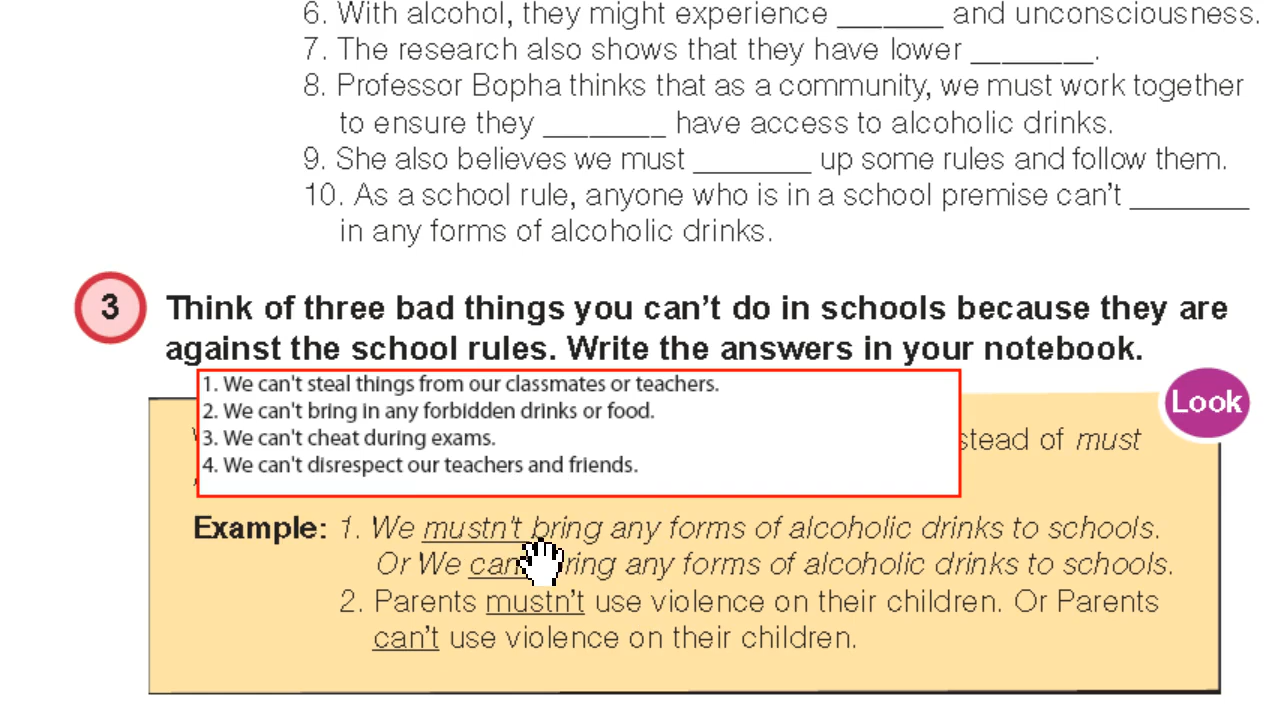 6. With alcohol, they might experience _______ and unconsciousness.
7. The research also shows that they have lower ________.
8. Professor Bopha thinks that as a community, we must work together
to ensure they ________ have access to alcoholic drinks.
9. She also believes we must ________ up some rules and follow them.
10. As a school rule, anyone who is in a school premise can't ________
in any forms of alcoholic drinks.
3 Think of three bad things you can't do in schools because they are
against the school rules. Write the answers in your notebook.
1. We can't steal things from our classmates or teachers.
2. We can't bring in any forbidden drinks or food.
3. We can't cheat during exams.
4. We can't disrespect our teachers and friends.
Look
of must
Example: 1. We mustn't bring any forms of alcoholic drinks to schools.
Or We any forms of alcoholic drinks to schools.
2. Parents mustn't use violence on their children. Or Parents
can't use violence on their children.